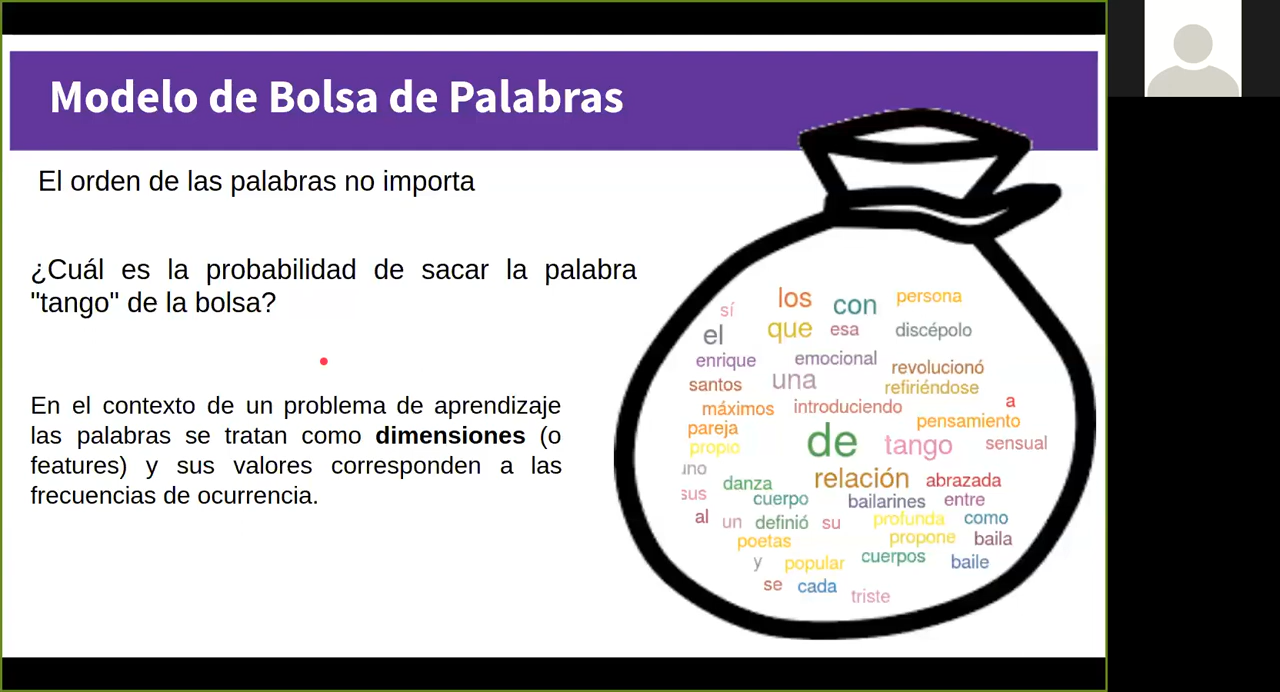 Modelo de Bolsa de Palabras
El orden de las palabras no importa
¿Cuál es la probabilidad de sacar la palabra
"tango" de la bolsa?
En el contexto de un problema de aprendizaje
las palabras se tratan como dimensiones (o
features) y sus valores corresponden a las
frecuencias de ocurrencia.
sí los con persona
el que esa discépolo
enrique emocional revolucionó
santos una refiriéndose
máximos introduciendo a
pareja pensamiento
propio de tango sensual
uno relación abrazada
danza
sus cuerpo bailarines entre
al un definió su profunda como
poetas propone baila
y popular cuerpos baile
se cada triste